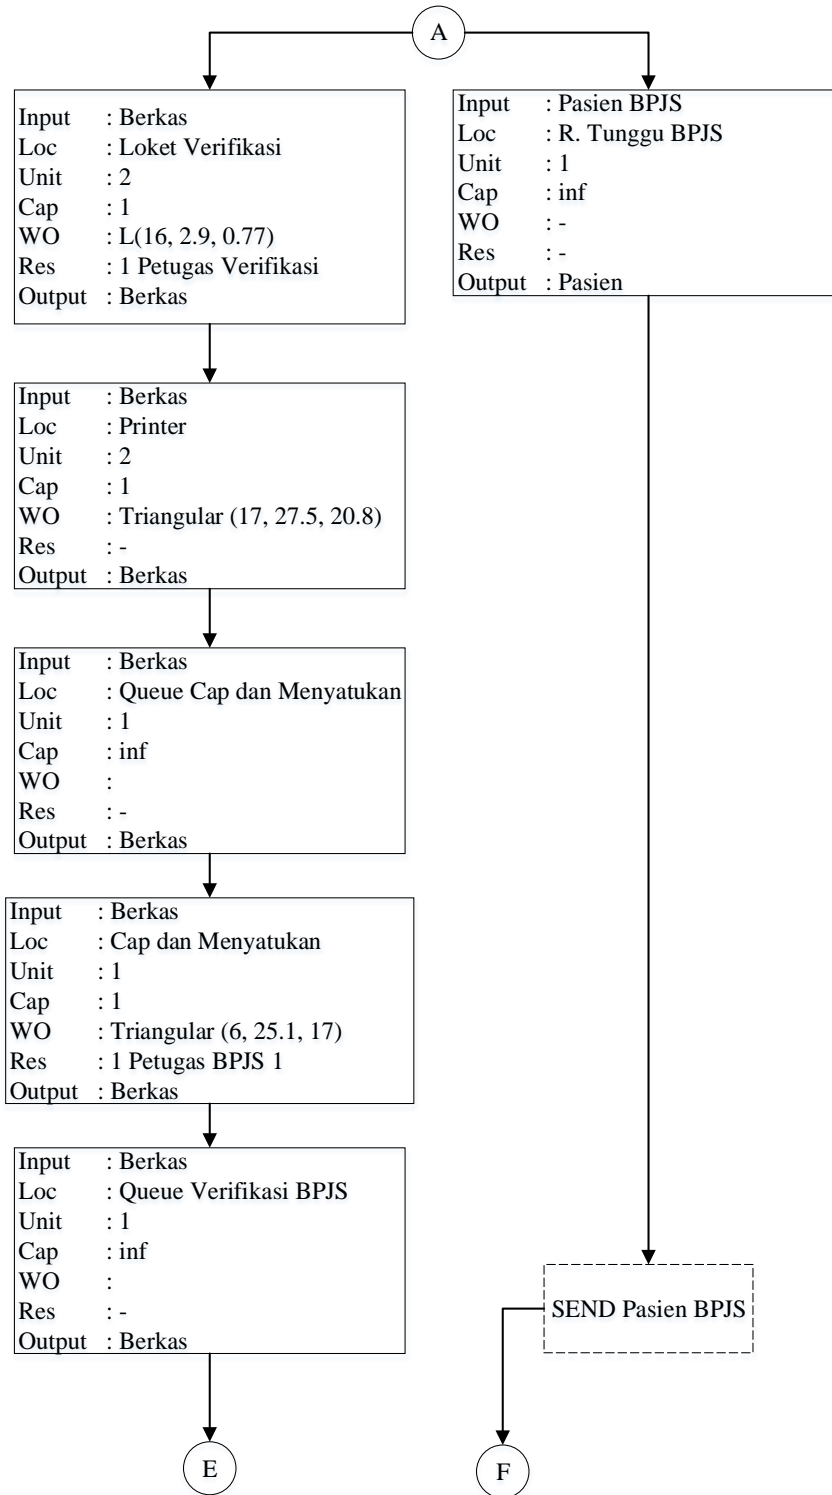 A
Input : Berkas
Loc : Loket Verifikasi
Unit : 2
Cap : 1
WO : L(16, 2.9, 0.77)
Res : 1 Petugas Verifikasi
Output : Berkas
Input : Pasien BPJS
Loc : R. Tunggu BPJS
Unit : 1
Cap : inf
WO : -
Res : -
Output : Pasien
Input : Berkas
Loc : Printer
Unit : 2
Cap : 1
WO : Triangular (17, 27.5, 20.8)
Res : -
Output : Berkas
Input : Berkas
Loc : Queue Cap dan Menyatukan
Unit : 1
Cap : inf
WO :
Res : -
Output : Berkas
Input : Berkas
Loc : Cap dan Menyatukan
Unit : 1
Cap : 1
WO : Triangular (6, 25.1, 17)
Res : 1 Petugas BPJS 1
Output : Berkas
Input : Berkas
Loc : Queue Verifikasi BPJS
Unit : 1
Cap : inf
WO :
Res : -
Output : Berkas
SEND Pasien BPJS
E
F